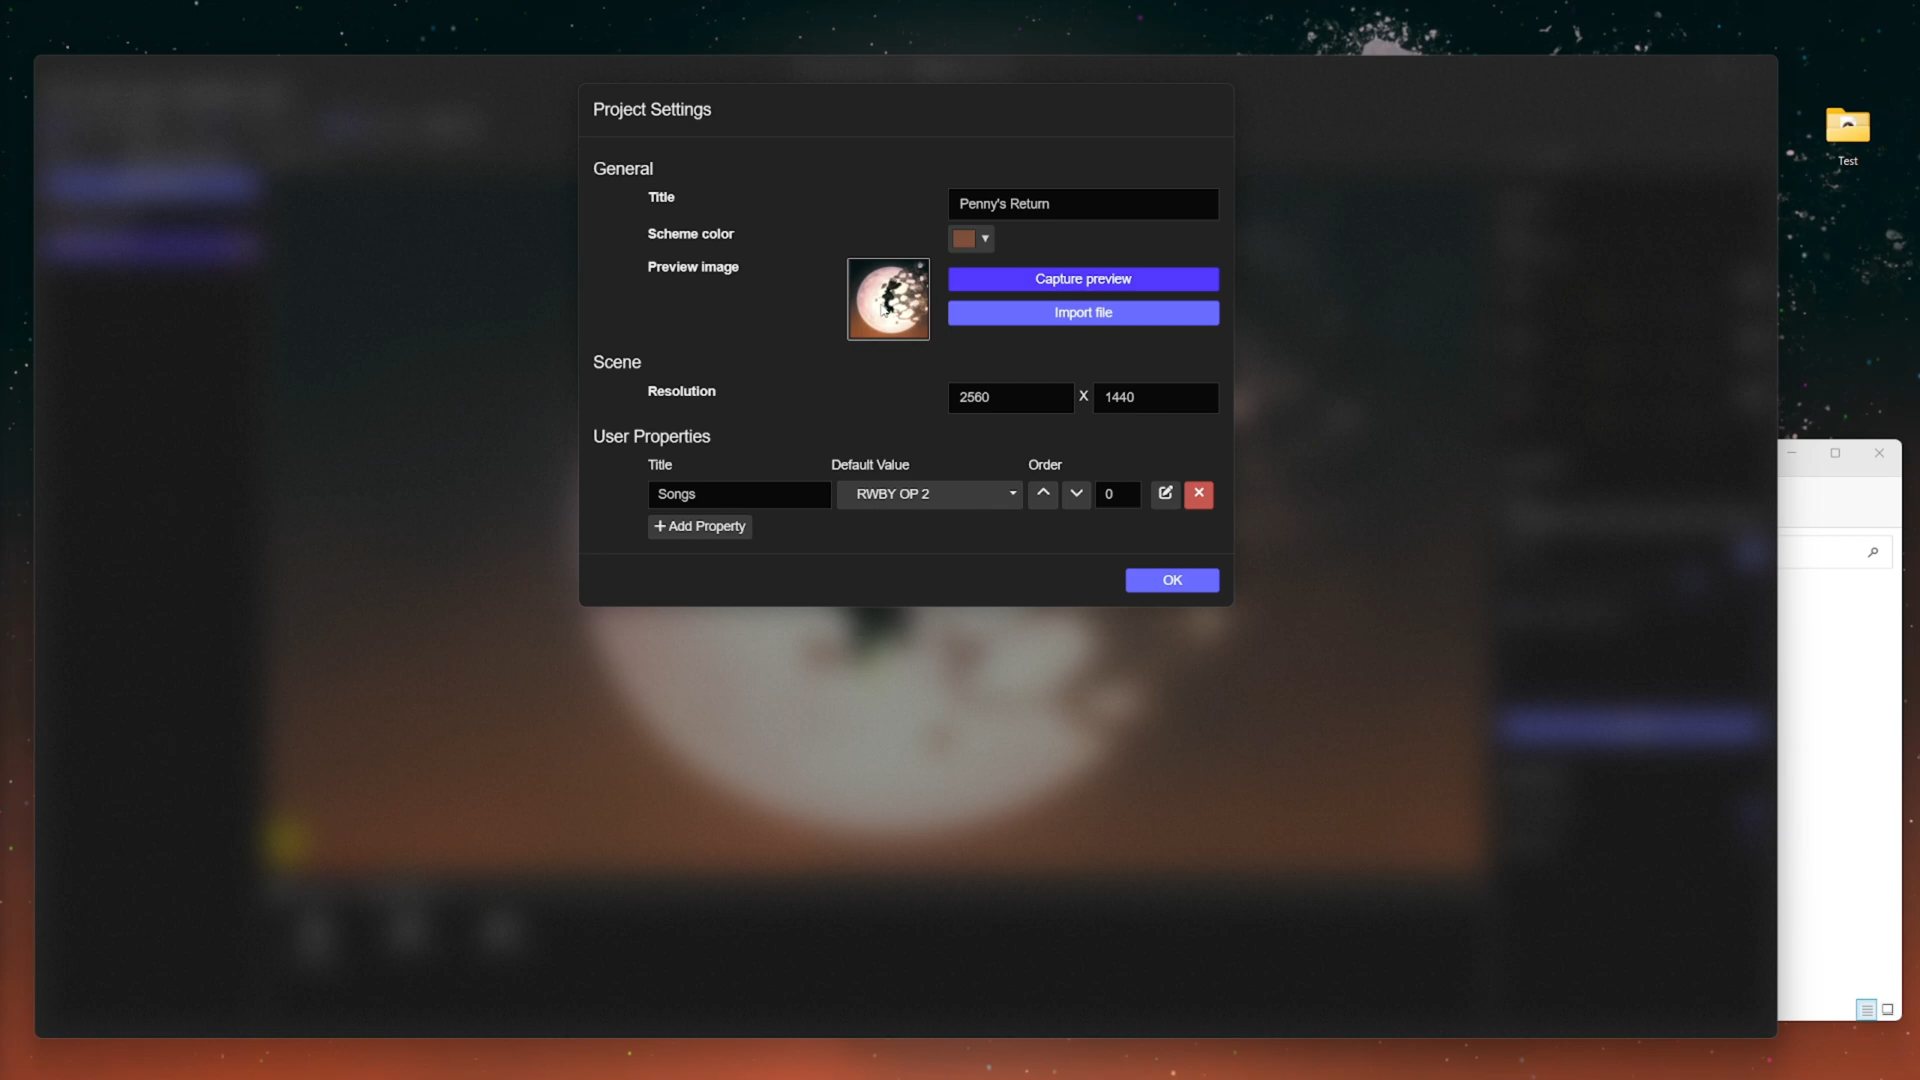 Project Settings
General
Title
Penny's Return
Scheme color
Preview image
Capture preview
Import file
Scene
Resolution
2560 X 1440
User Properties
Title Default Value Order
Songs RWBY OP 2 0
+ Add Property
OK
Test